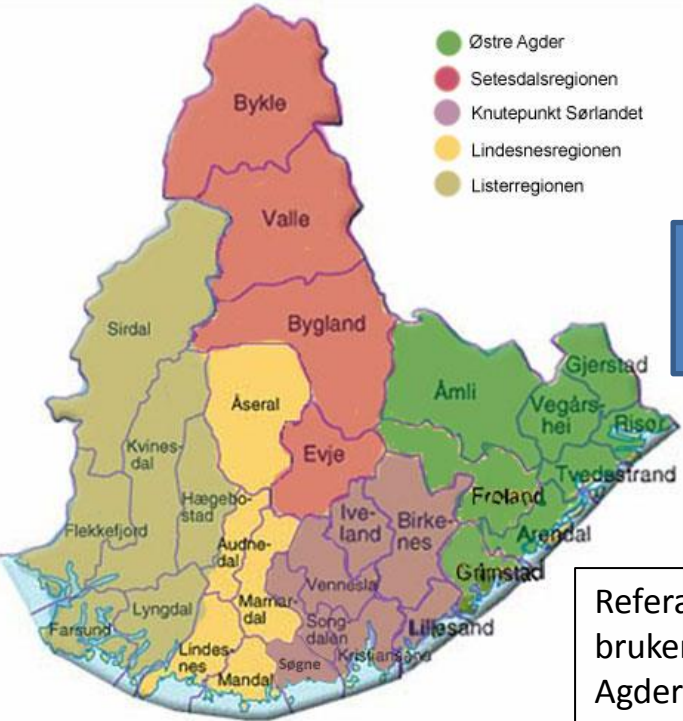 Østre Agder
Setesdalsregionen
Knutepunkt Sørlandet
Lindesnesregionen
Listerregionen
Bykle
Valle
Bygland
Sirdal
Åseral
Åmli
Gjerstad
Vegårs-
hei
Risør
Evje
Kvines-
dal
Tvedestrand
Hægebo-
stad
Froland
Ive-
land
Birke-
nes
Flekkefjord
Audne-
dal
Arendal
Grimstad
Vennesla
Marnar-
dal
Lyngdal
Song-
dalen
Lillesand
Farsund
Lindes-
nes
Søgne
Kristiansand
Mandal
Refera
bruker
Agder